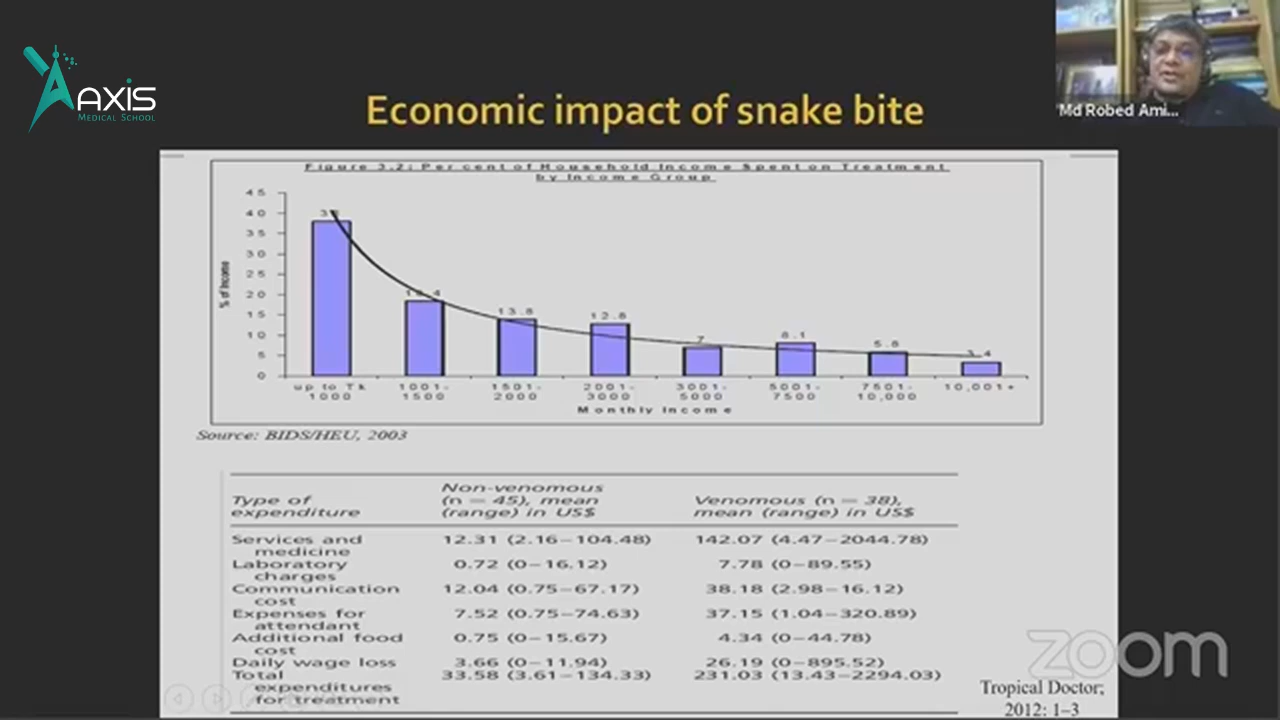 AXIS
MEDICAL SCHOOL
Md Robed Ami...
Economic impact of snake bite
Figure 3.2: Per cent of Household Income Spent on Treatment
by Income Group
% of Income
45
40
35
30
25
20
15
10
5
0
38
18.4
13.8
12.8
7
8.1
5.8
3.4
up to Tk 1000
1001-1500
1501-2000
2001-3000
3001-5000
5001-7500
7501-10,000
10,001+
Monthly Income
Source: BIDS/HEU, 2003
Type of expenditure Non-venomous (n = 45), mean (range) in US$ Venomous (n = 38), mean (range) in US$
Services and medicine 12.31 (2.16–104.48) 142.07 (4.47–2044.78)
Laboratory charges 0.72 (0–16.12) 7.78 (0–89.55)
Communication cost 12.04 (0.75–67.17) 38.18 (2.98–16.12)
Expenses for attendant 7.52 (0.75–74.63) 37.15 (1.04–320.89)
Additional food cost 0.75 (0–15.67) 4.34 (0–44.78)
Daily wage loss 3.66 (0–11.94) 26.19 (0–895.52)
Total expenditures for treatment 33.58 (3.61–134.33) 231.03 (13.43–2294.03)
zoom
Tropical Doctor;
2012: 1–3